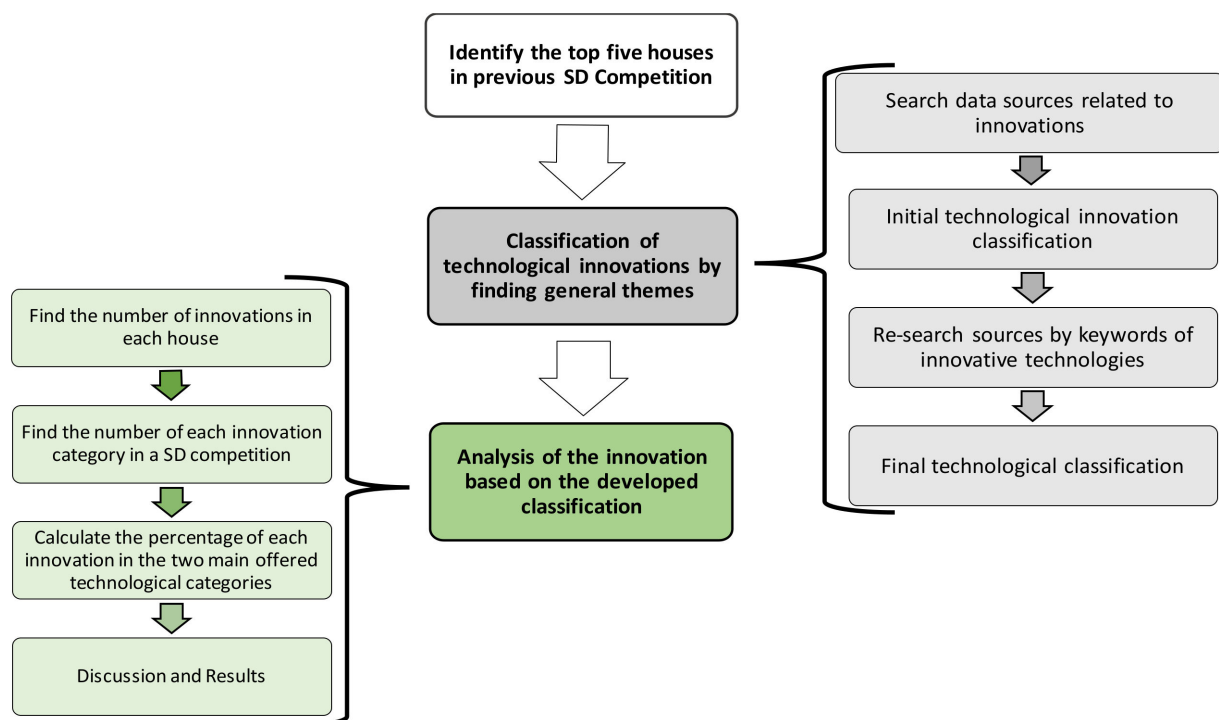 Identify the top five houses
in previous SD Competition
Classification of
technological innovations by
finding general themes
Analysis of the innovation
based on the developed
classification
Search data sources related to
innovations
Initial technological innovation
classification
Re-search sources by keywords of
innovative technologies
Final technological classification
Find the number of innovations in
each house
Find the number of each innovation
category in a SD competition
Calculate the percentage of each
innovation in the two main offered
technological categories
Discussion and Results